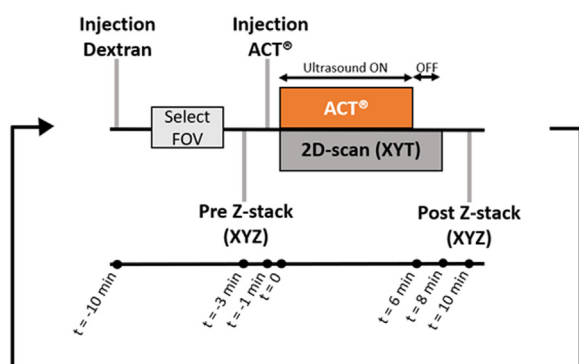 Injection
Dextran
Injection
ACT®
Ultrasound ON
OFF
Select
FOV
ACT®
2D-scan (XYT)
Pre Z-stack
(XYZ)
Post Z-stack
(XYZ)
t = -10 min
t = -3 min
t = -1 min
t = 0
t = 6 min
t = 8 min
t = 10 min